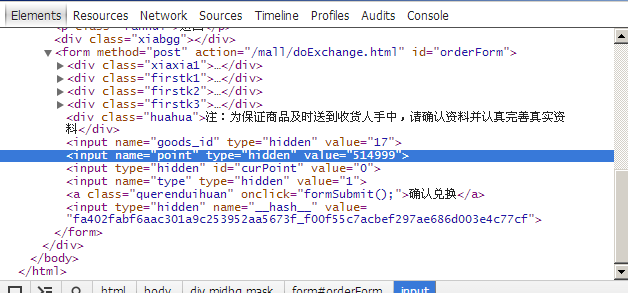 Elements Resources Network Sources Timeline Profiles Audits Console
<div class="xiabgg"></div>
▼<form method="post" action="/mall/doExchange.html" id="orderForm">
▶<div class="xiaxia1">…</div>
▶<div class="firstk1">…</div>
▶<div class="firstk2">…</div>
▶<div class="firstk3">…</div>
<div class="huahua">注：为保证商品及时送到收货人手中，请确认资料并认真完善真实资
料</div>
<input name="goods_id" type="hidden" value="17">
<input name="point" type="hidden" value="514999">
<input type="hidden" id="curPoint" value="0">
<input name="type" type="hidden" value="1">
<a class="querenduihuan" onclick="formSubmit();">确认兑换</a>
<input type="hidden" name="__hash__" value=
"fa402fabf6aac301a9c253952aa5673f_f00f55c7acbef297ae686d003e4c77cf">
</form>
</div>
</body>
</html>
html body div.midbg.mask form#orderForm input